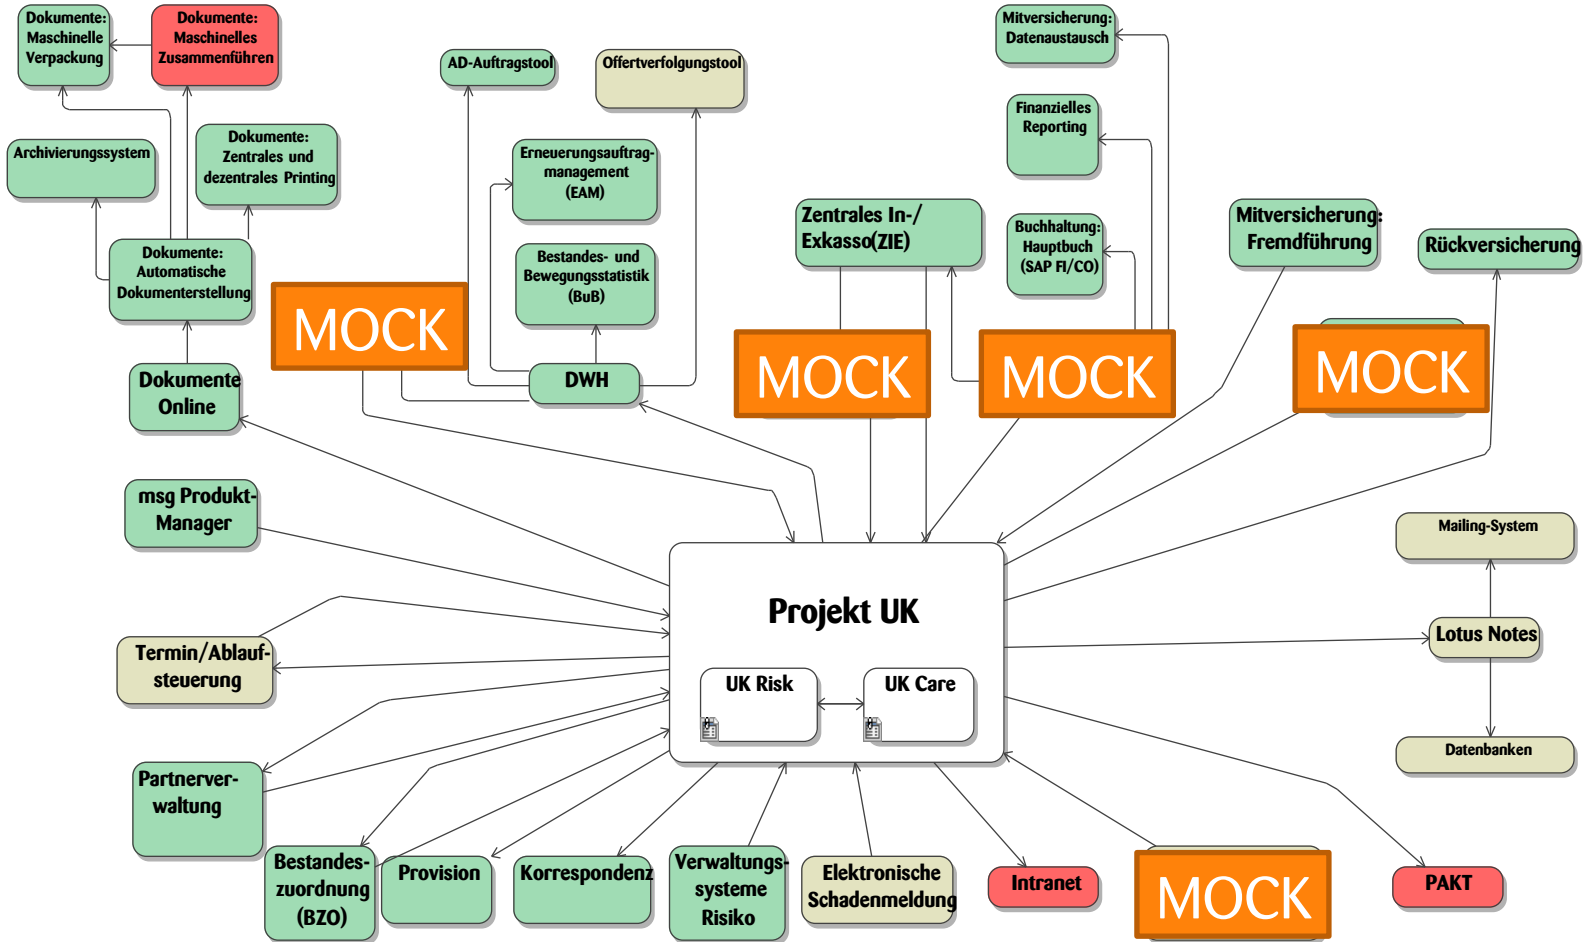 Dokumente:
Maschinelle
Verpackung
Dokumente:
Maschinelles
Zusammenführen
AD-Auftragstool
Offertverfolgungstool
Mitversicherung:
Datenaustausch
Archivierungssystem
Dokumente:
Zentrales und
dezentrales Printing
Erneuerungsauftrag-
management
(EAM)
Finanzielles
Reporting
Zentrales In-/
Exkasso(ZIE)
Buchhaltung:
Hauptbuch
(SAP FI/CO)
Mitversicherung:
Fremdführung
Rückversicherung
Dokumente:
Automatische
Dokumenterstellung
Bestandes- und
Bewegungsstatistik
(BuB)
MOCK
MOCK
MOCK
MOCK
Dokumente
Online
DWH
msg Produkt-
Manager
Mailing-System
Projekt UK
Termin/Ablauf-
steuerung
Lotus Notes
UK Risk
UK Care
Datenbanken
Partnerver-
waltung
Bestandes-
zuordnung
(BZO)
Provision
Korrespondenz
Verwaltungs-
systeme
Risiko
Elektronische
Schadenmeldung
Intranet
MOCK
PAKT